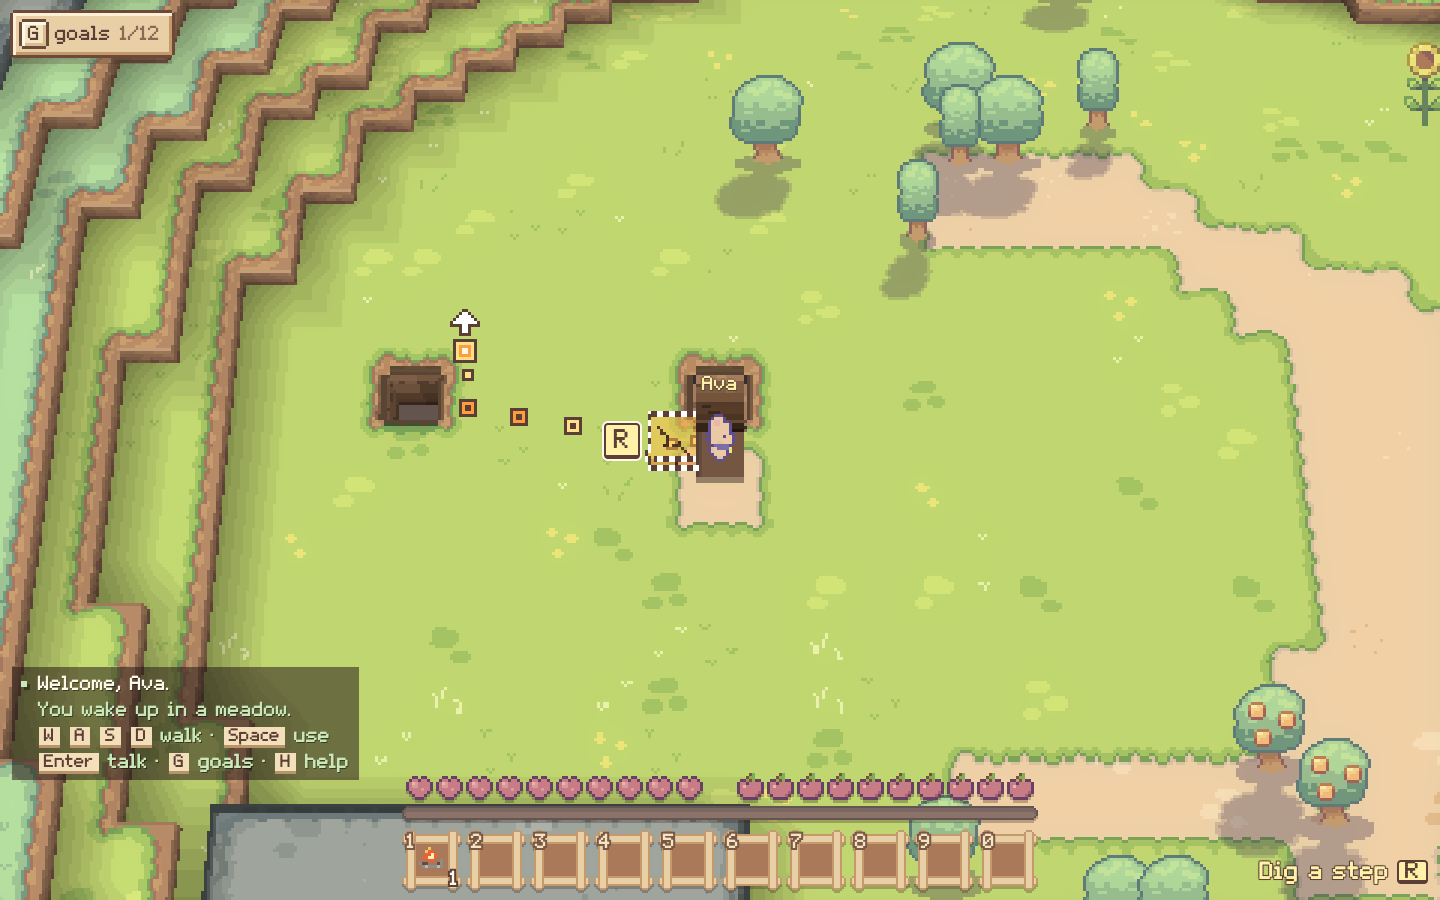 G goals 1/12
Ava
R
Welcome, Ava.
You wake up in a meadow.
W A S D walk · Space use
Enter talk · G goals · H help
1 2 3 4 5 6 7 8 9 0
1
Dig a step R